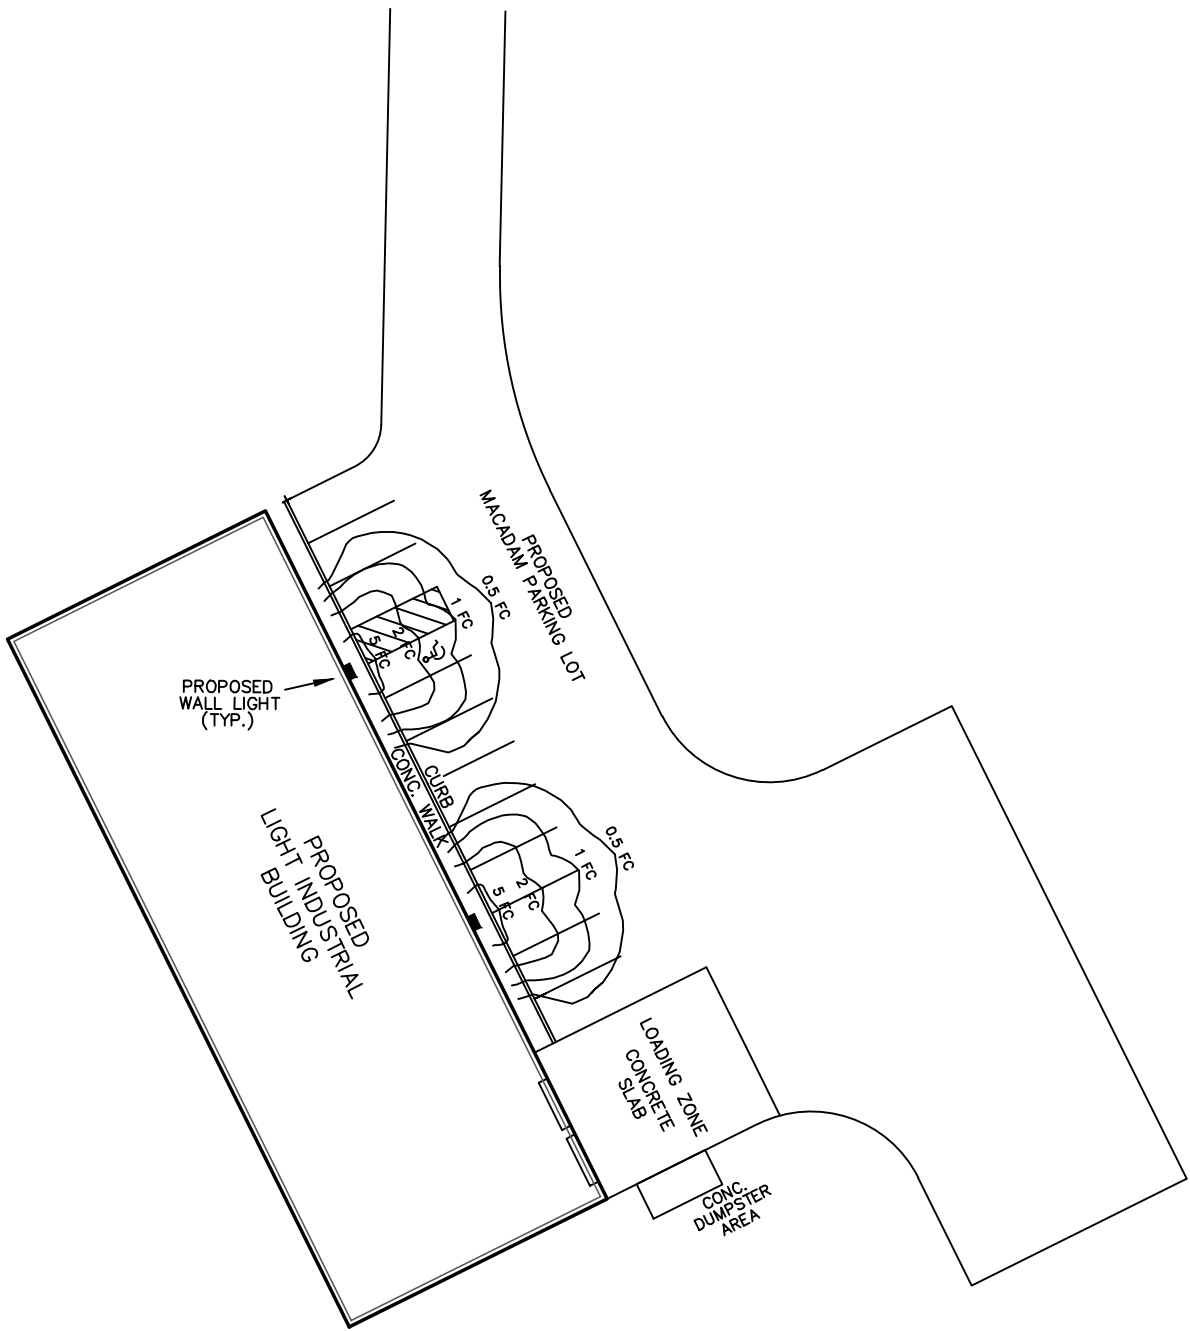 PROPOSED
MACADAM PARKING LOT
0.5 FC
1 FC
2 FC
5 FC
PROPOSED
WALL LIGHT
(TYP.)
CURB
CONC. WALK
0.5 FC
1 FC
2 FC
5 FC
PROPOSED
LIGHT INDUSTRIAL
BUILDING
LOADING ZONE
CONCRETE
SLAB
CONC.
DUMPSTER
AREA